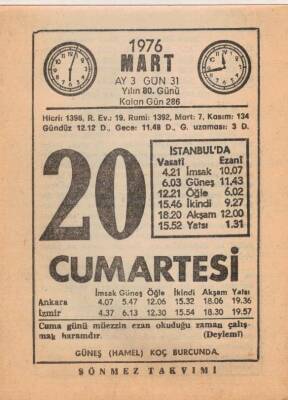 1976
MART
AY 3 GÜN 31
Yılın 80. Günü
Kalan Gün 286
Hicri: 1396, R. Ev.: 19, Rumi: 1392, Mart: 7, Kasım: 134
Gündüz 12.12 D., Gece: 11.48 D., G. uzaması: 3 D.
20
İSTANBUL'DA
Vasatî Ezanî
4.21 İmsak 10.07
6.03 Güneş 11.43
12.21 Öğle 6.02
15.46 İkindi 9.27
18.20 Akşam 12.00
15.52 Yatsı 1.31
CUMARTESİ
İmsak Güneş Öğle İkindi Akşam Yatsı
Ankara 4.07 5.47 12.06 15.32 18.06 19.36
İzmir 4.37 6.13 12.30 15.54 18.30 19.57
Cuma günü müezzin ezan okuduğu zaman çalış-
mak haramdır. (Deylemî)
GÜNEŞ (HAMEL) KOÇ BURCUNDA.
SÖNMEZ TAKVİMİ